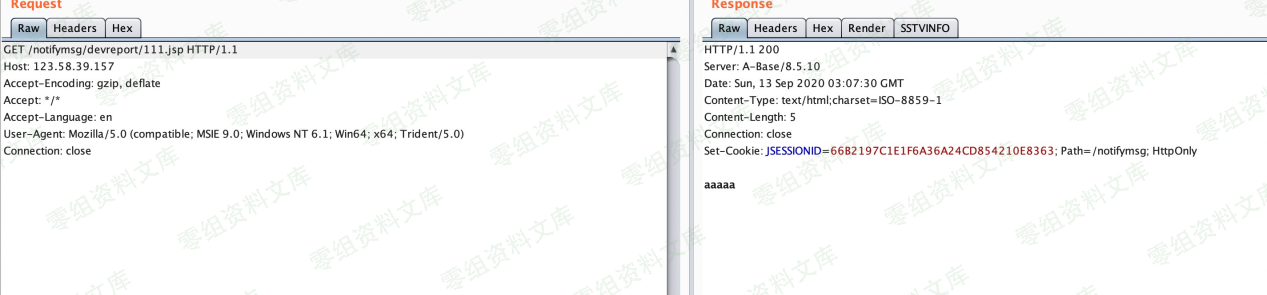 Request
Raw Headers Hex
GET /notifymsg/devreport/111.jsp HTTP/1.1
Host: 123.58.39.157
Accept-Encoding: gzip, deflate
Accept: */*
Accept-Language: en
User-Agent: Mozilla/5.0 (compatible; MSIE 9.0; Windows NT 6.1; Win64; x64; Trident/5.0)
Connection: close
Response
Raw Headers Hex Render SSTVINFO
HTTP/1.1 200
Server: A-Base/8.5.10
Date: Sun, 13 Sep 2020 03:07:30 GMT
Content-Type: text/html;charset=ISO-8859-1
Content-Length: 5
Connection: close
Set-Cookie: JSESSIONID=66B2197C1E1F6A36A24CD854210E8363; Path=/notifymsg; HttpOnly
aaaaa
零组资料文库